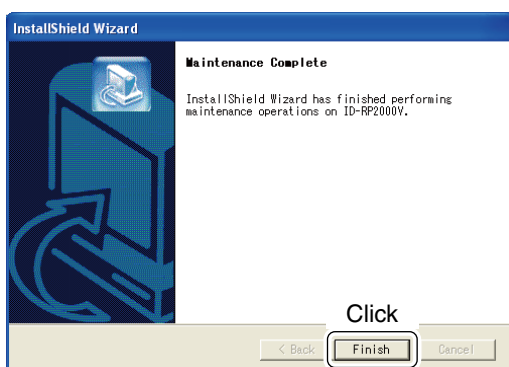 InstallShield Wizard
Maintenance Complete
InstallShield Wizard has finished performing
maintenance operations on ID-RP2000V.
Click
< Back Finish Cancel